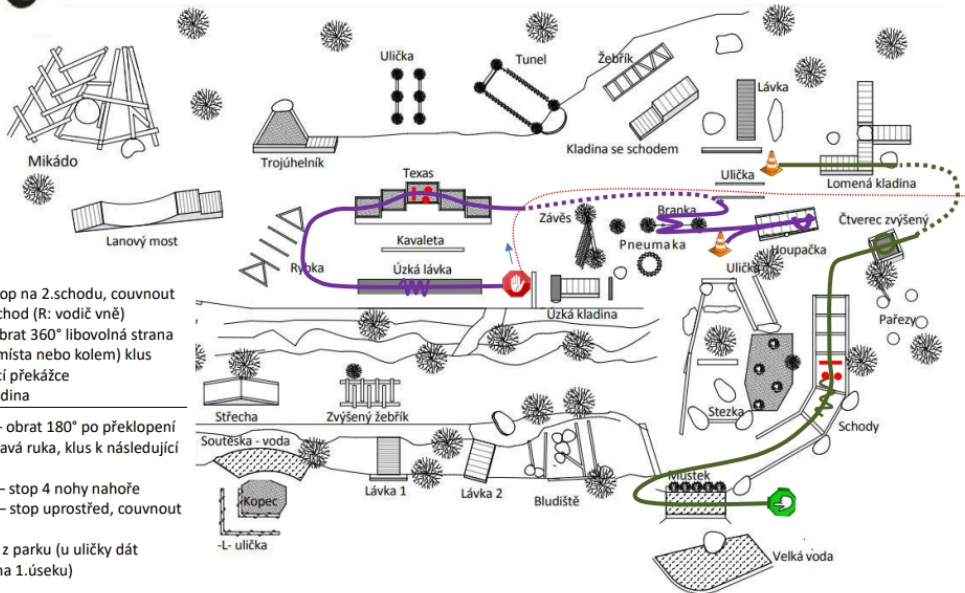 Ulička
Tunel
Žebřík
Lávka
Mikádo
Trojúhelník
Kladina se schodem
Texas
Ulička
Lomená kladina
Závěs
Branka
Čtverec zvýšený
Lanový most
Kavaleta
Pneumaka
Houpačka
Rybka
Úzká lávka
Ulička
Úzká kladina
Pařezy
op na 2.schodu, couvnout
chod (R: vodič vně)
brat 360° libovolná strana
místa nebo kolem) klus
cí překážce
dina
Střecha
Zvýšený žebřík
Stezka
Schody
- obrat 180° po překlopení
avá ruka, klus k následující
Soutěska - voda
– stop 4 nohy nahoře
– stop uprostřed, couvnout
Kopec
Lávka 1
Lávka 2
Bludiště
Můstek
z parku (u uličky dát
na 1.úseku)
-L- ulička
Velká voda